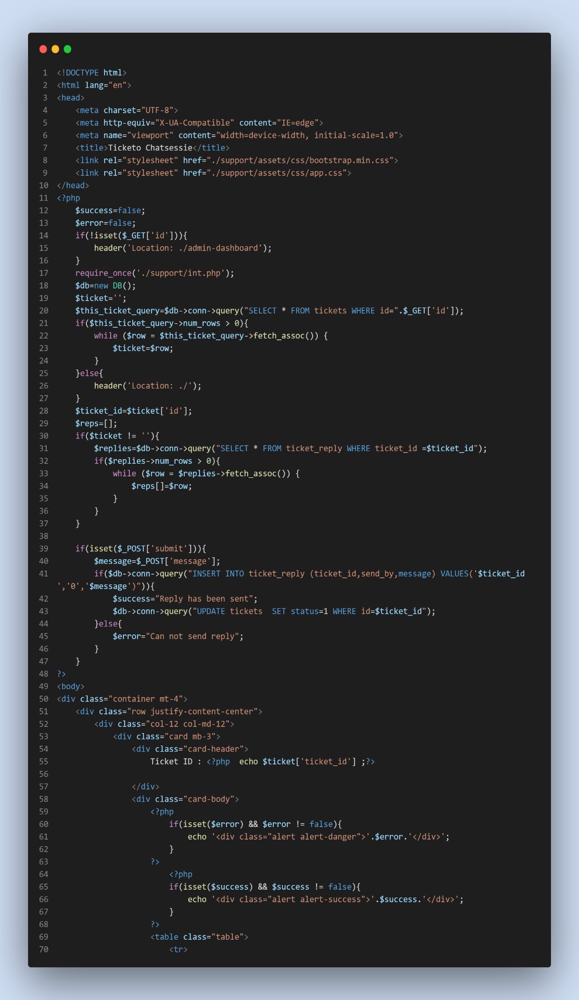 1 <!DOCTYPE html>
2 <html lang="en">
3 <head>
4     <meta charset="UTF-8">
5     <meta http-equiv="X-UA-Compatible" content="IE=edge">
6     <meta name="viewport" content="width=device-width, initial-scale=1.0">
7     <title>Ticketo Chatsessie</title>
8     <link rel="stylesheet" href="./support/assets/css/bootstrap.min.css">
9     <link rel="stylesheet" href="./support/assets/css/app.css">
10 </head>
11 <?php
12     $success=false;
13     $error=false;
14     if(!isset($_GET['id'])){
15         header('Location: ./admin-dashboard');
16     }
17     require_once('./support/int.php');
18     $db=new DB();
19     $ticket='';
20     $this_ticket_query=$db->conn->query("SELECT * FROM tickets WHERE id=".$_GET['id']);
21     if($this_ticket_query->num_rows > 0){
22         while ($row = $this_ticket_query->fetch_assoc()) {
23             $ticket=$row;
24         }
25     }else{
26         header('Location: ./');
27     }
28     $ticket_id=$ticket['id'];
29     $reps=[];
30     if($ticket != ''){
31         $replies=$db->conn->query("SELECT * FROM ticket_reply WHERE ticket_id =$ticket_id");
32         if($replies->num_rows > 0){
33             while ($row = $replies->fetch_assoc()) {
34                 $reps[]=$row;
35             }
36         }
37     }
38
39     if(isset($_POST['submit'])){
40         $message=$_POST['message'];
41         if($db->conn->query("INSERT INTO ticket_reply (ticket_id,send_by,message) VALUES('$ticket_id
','0','$message')")){
42             $success="Reply has been sent";
43             $db->conn->query("UPDATE tickets  SET status=1 WHERE id=$ticket_id");
44         }else{
45             $error="Can not send reply";
46         }
47     }
48 ?>
49 <body>
50 <div class="container mt-4">
51     <div class="row justify-content-center">
52         <div class="col-12 col-md-12">
53             <div class="card mb-3">
54                 <div class="card-header">
55                     Ticket ID : <?php  echo $ticket['ticket_id'] ;?>
56
57                 </div>
58                 <div class="card-body">
59                     <?php
60                         if(isset($error) && $error != false){
61                             echo '<div class="alert alert-danger">'.$error.'</div>';
62                         }
63                     ?>
64                         <?php
65                         if(isset($success) && $success != false){
66                             echo '<div class="alert alert-success">'.$success.'</div>';
67                         }
68                     ?>
69                     <table class="table">
70                         <tr>